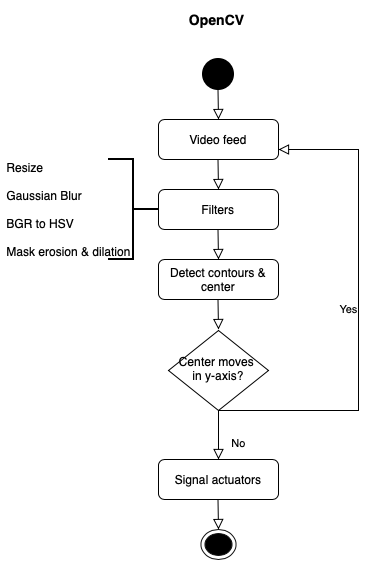 OpenCV
Video feed
Resize
Gaussian Blur
BGR to HSV
Mask erosion & dilation
Filters
Detect contours &
center
Center moves
in y-axis?
Yes
No
Signal actuators